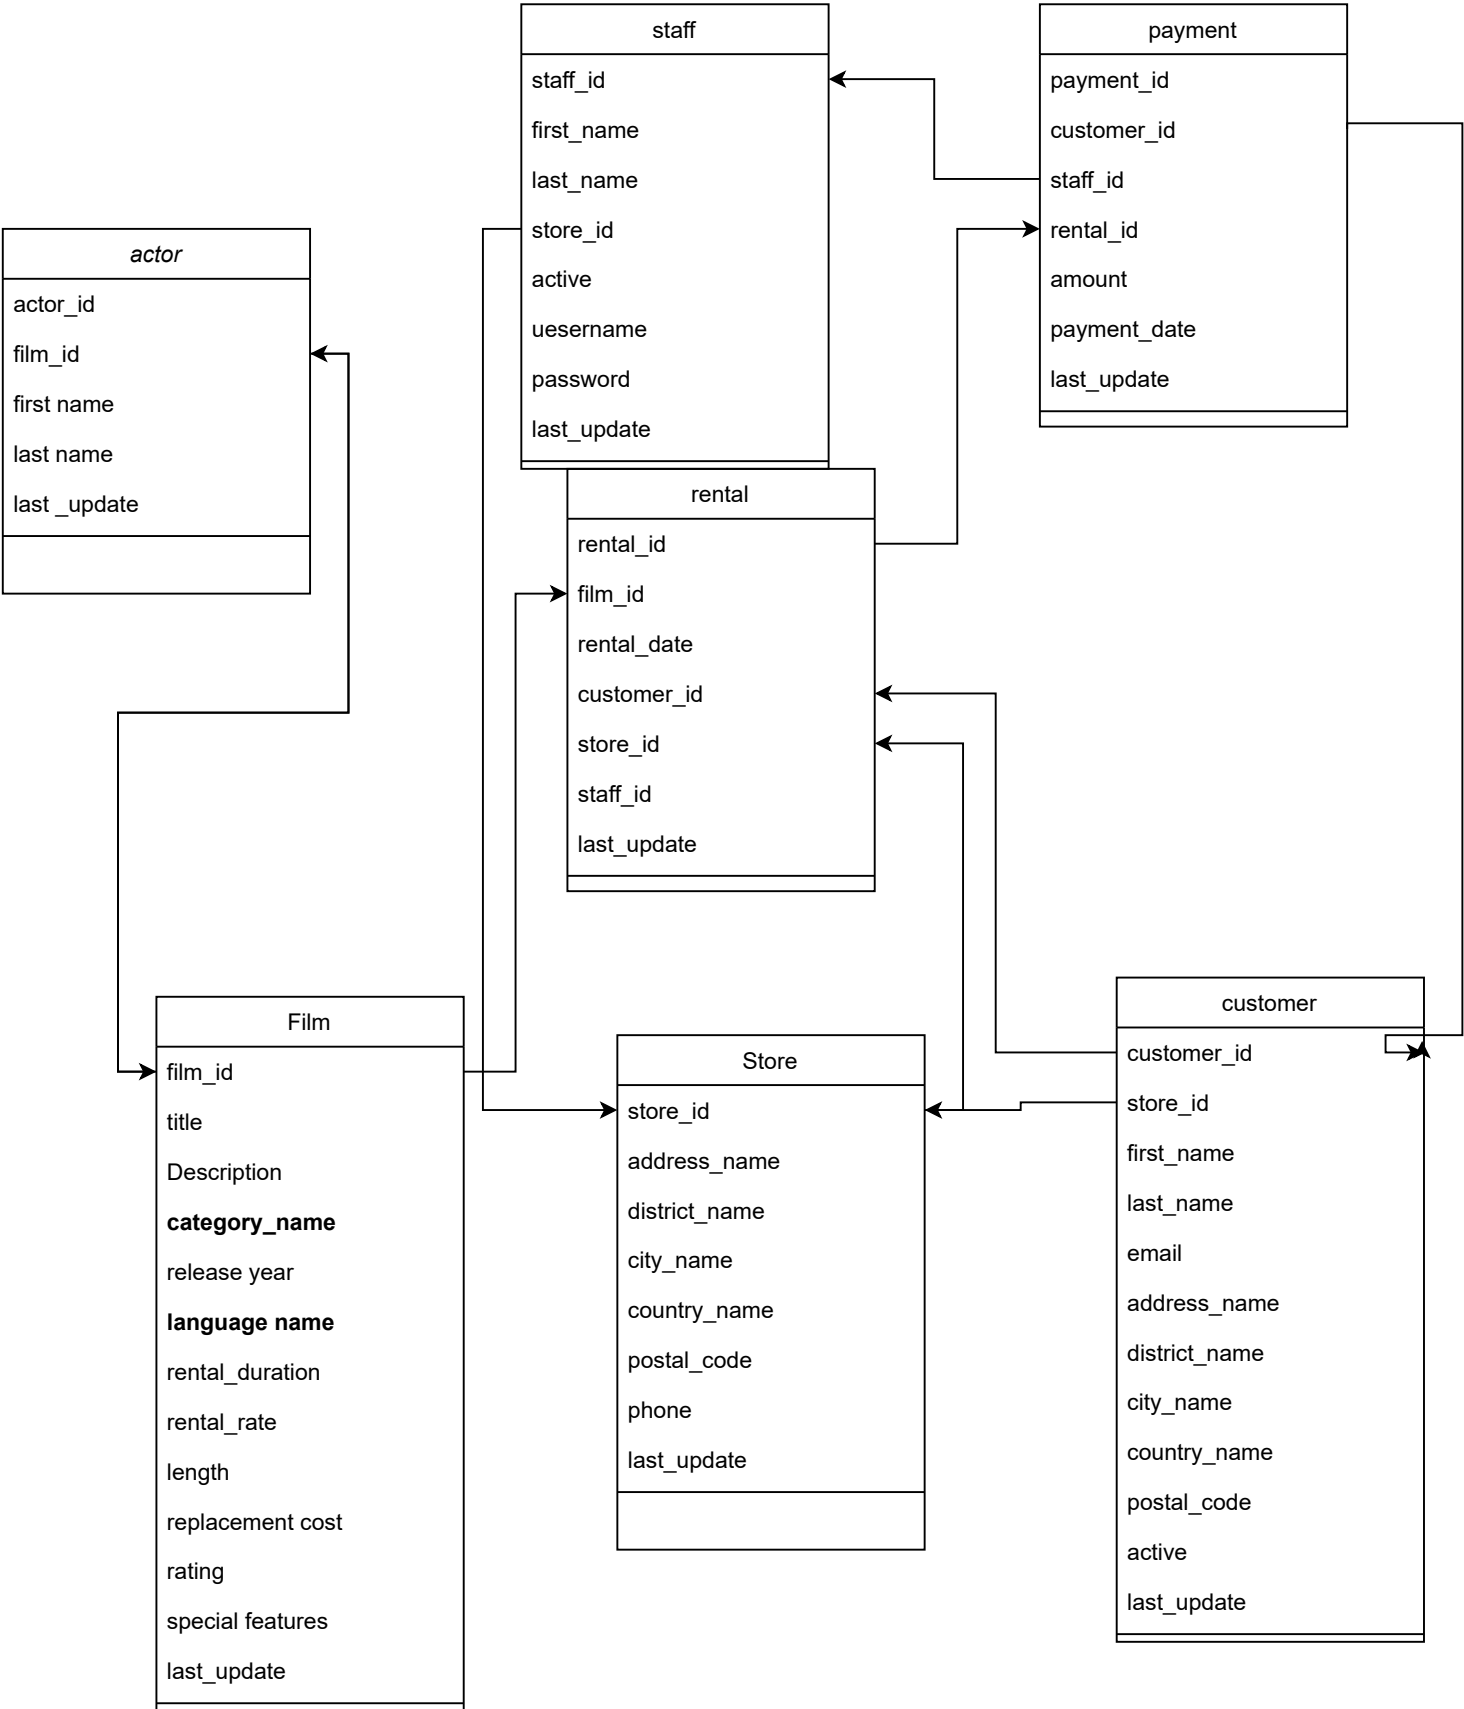 staff
staff_id
first_name
last_name
store_id
active
uesername
password
last_update
payment
payment_id
customer_id
staff_id
rental_id
amount
payment_date
last_update
actor
actor_id
film_id
first name
last name
last _update
rental
rental_id
film_id
rental_date
customer_id
store_id
staff_id
last_update
Film
film_id
title
Description
category_name
release year
language name
rental_duration
rental_rate
length
replacement cost
rating
special features
last_update
Store
store_id
address_name
district_name
city_name
country_name
postal_code
phone
last_update
customer
customer_id
store_id
first_name
last_name
email
address_name
district_name
city_name
country_name
postal_code
active
last_update